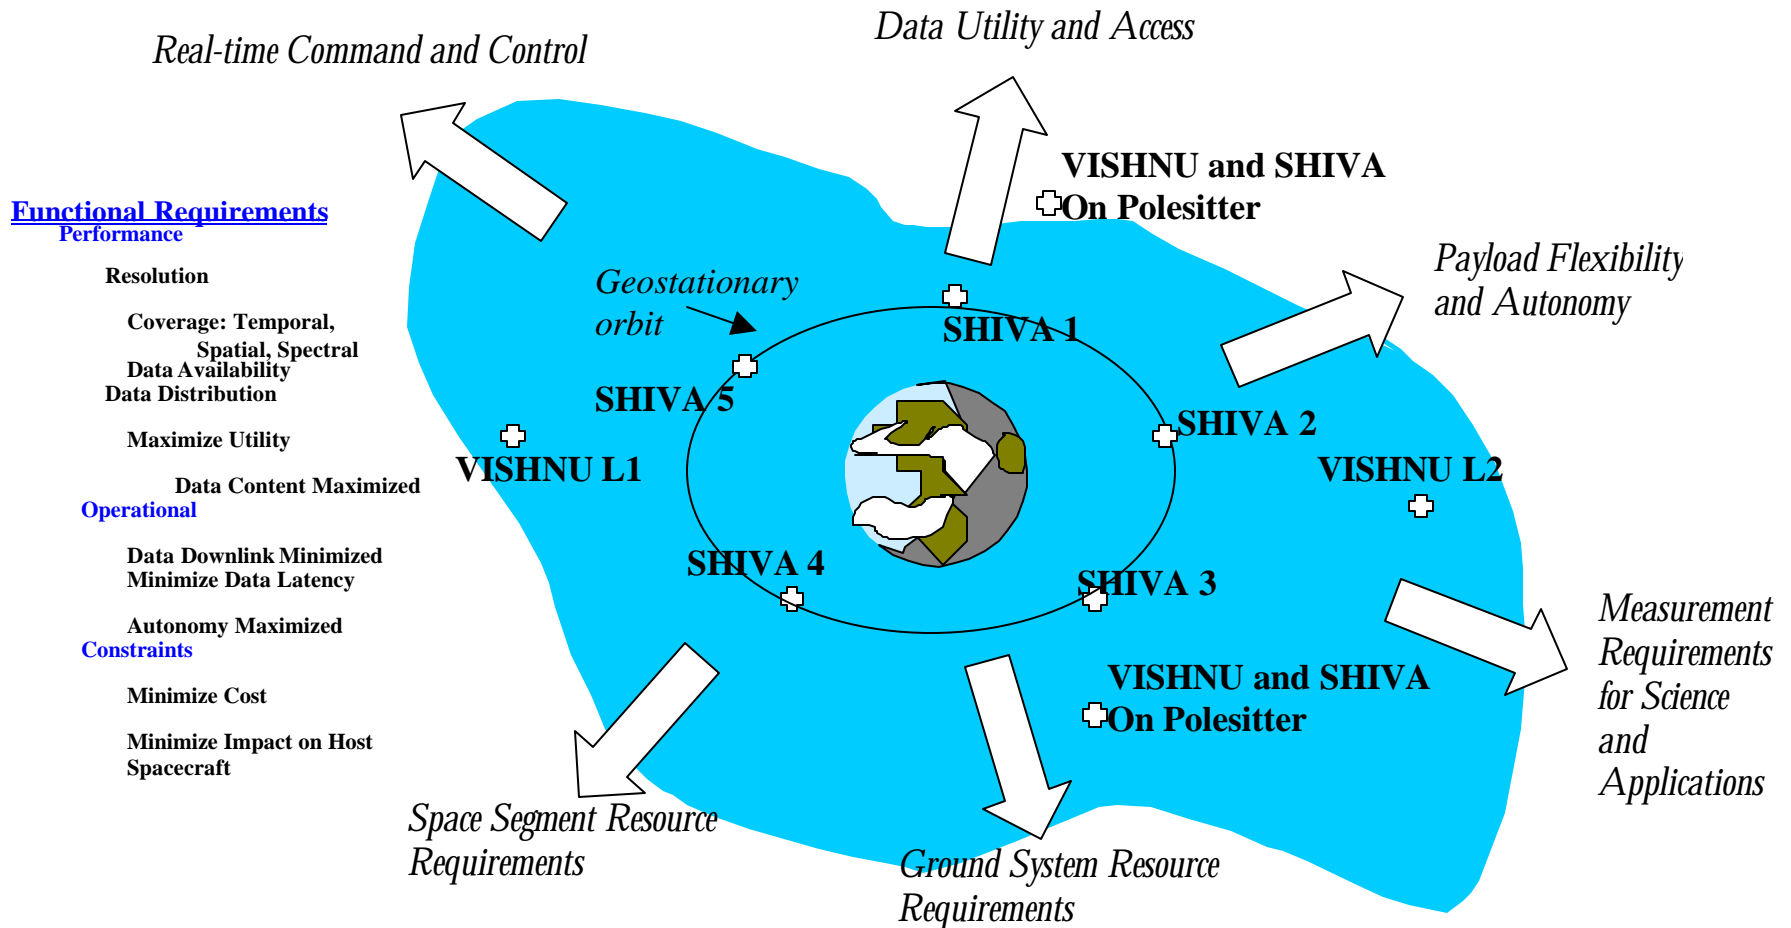 Real-time Command and Control
Data Utility and Access
VISHNU and SHIVA
On Polesitter
Functional Requirements
Performance
Resolution
Coverage: Temporal,
Spatial, Spectral
Data Availability
Data Distribution
Maximize Utility
Data Content Maximized
Operational
Data Downlink Minimized
Minimize Data Latency
Autonomy Maximized
Constraints
Minimize Cost
Minimize Impact on Host
Spacecraft
Geostationary
orbit
Payload Flexibility
and Autonomy
SHIVA 1
SHIVA 5
SHIVA 2
VISHNU L1
VISHNU L2
SHIVA 4
SHIVA 3
Measurement
Requirements
for Science
and
Applications
VISHNU and SHIVA
On Polesitter
Space Segment Resource
Requirements
Ground System Resource
Requirements